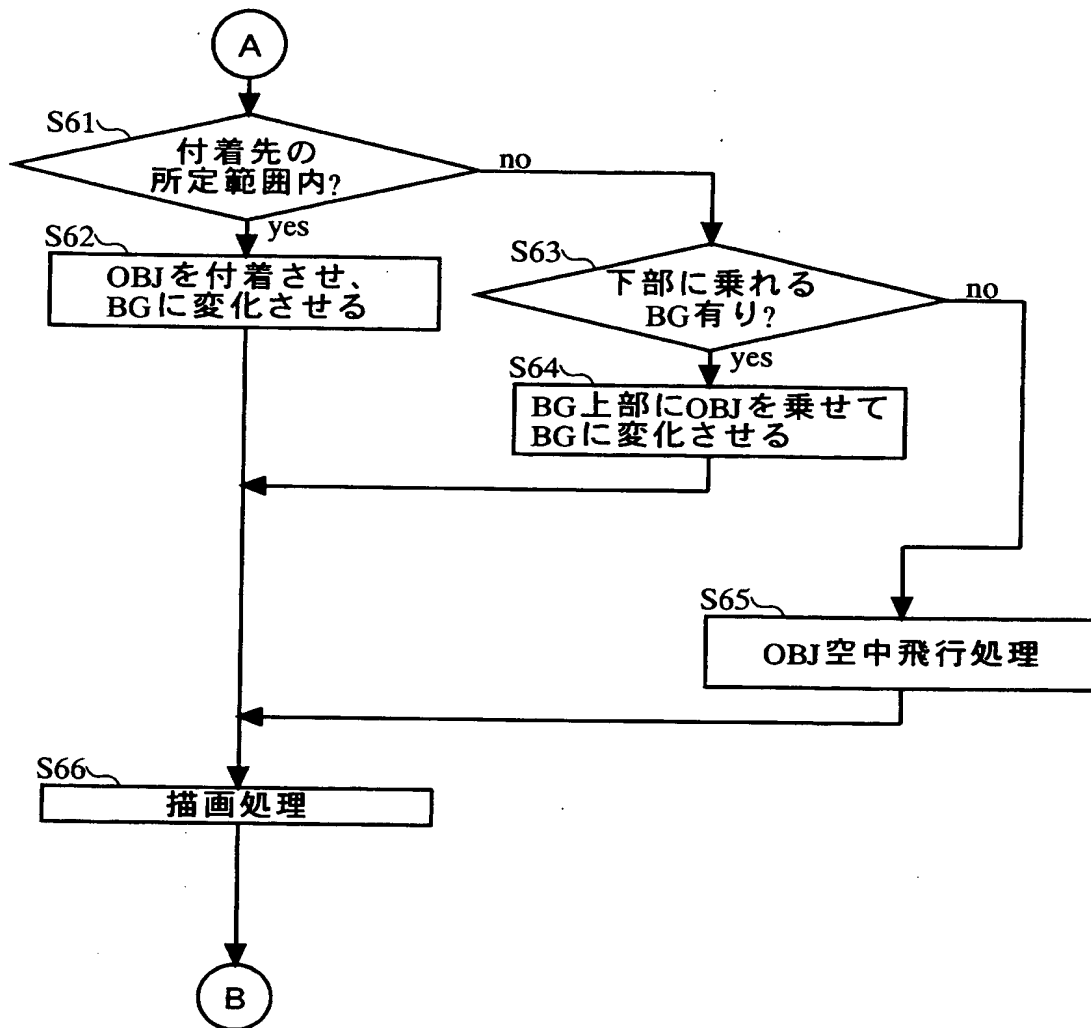 A
S61
付着先の
所定範囲内?
no
yes
S62
OBJを付着させ、
BGに変化させる
S63
下部に乗れる
BG有り?
no
yes
S64
BG上部にOBJを乗せて
BGに変化させる
S65
OBJ空中飛行処理
S66
描画処理
B